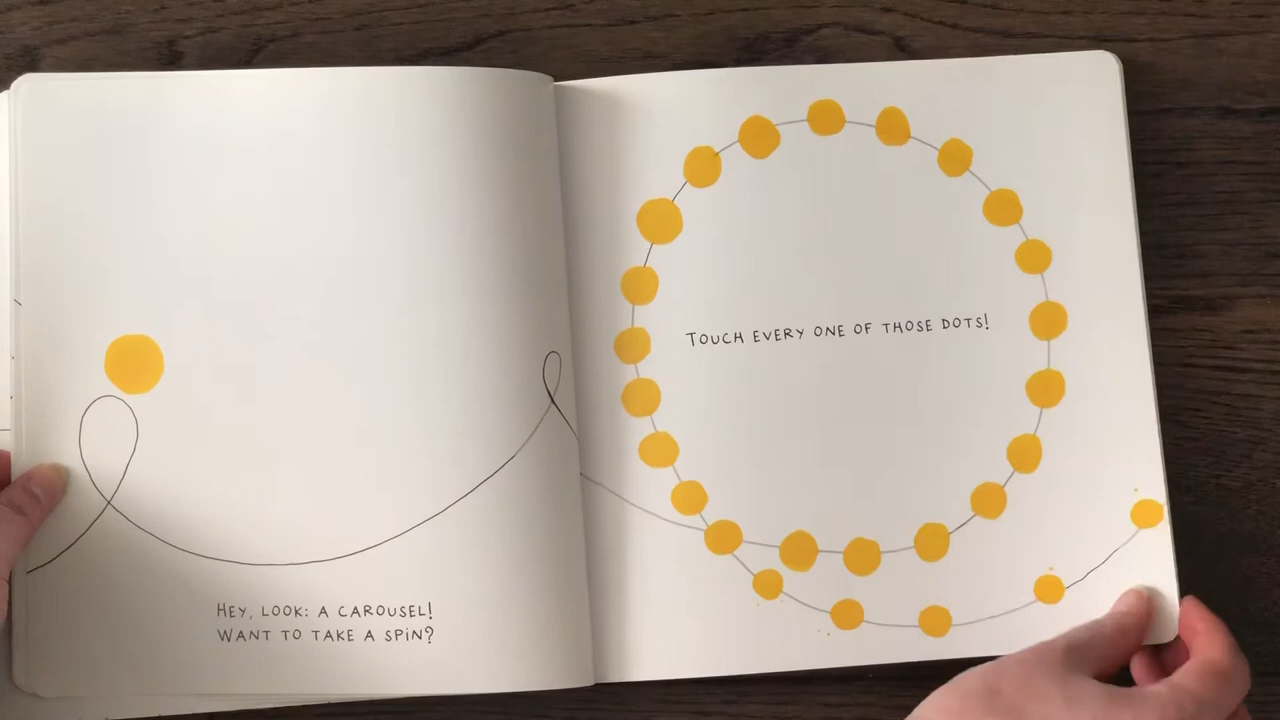 HEY, LOOK: A CAROUSEL!
WANT TO TAKE A SPiN?
TOUCH EVERY ONE OF THOSE DOTS!